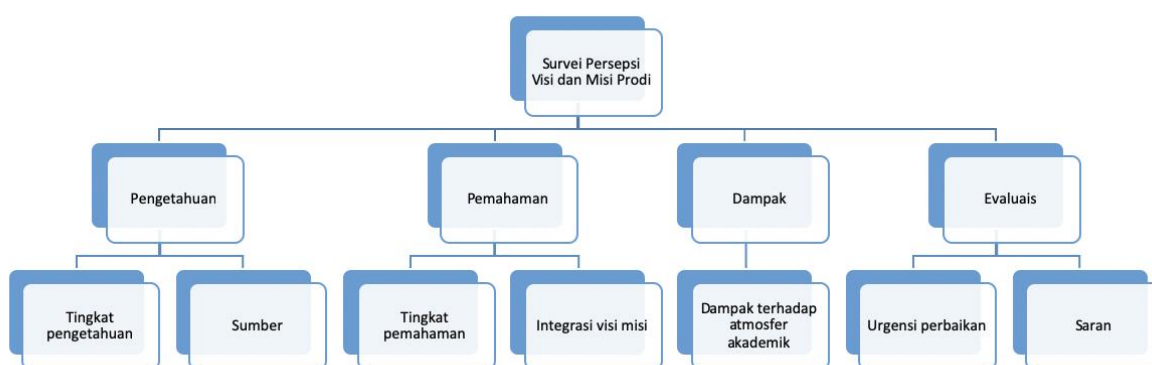 Survei Persepsi
Visi dan Misi Prodi
Pengetahuan
Pemahaman
Dampak
Evaluais
Tingkat
pengetahuan
Sumber
Tingkat
pemahaman
Integrasi visi misi
Dampak terhadap
atmosfer
akademik
Urgensi perbaikan
Saran